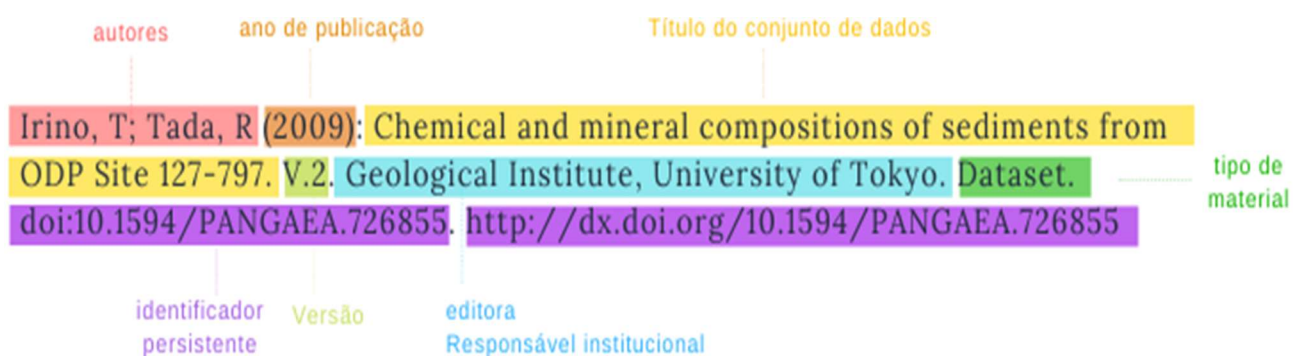 autores
ano de publicação
Título do conjunto de dados
Irino, T; Tada, R (2009): Chemical and mineral compositions of sediments from
ODP Site 127-797. V.2. Geological Institute, University of Tokyo. Dataset.
doi:10.1594/PANGAEA.726855. http://dx.doi.org/10.1594/PANGAEA.726855
tipo de
material
identificador
persistente
Versão
editora
Responsável institucional